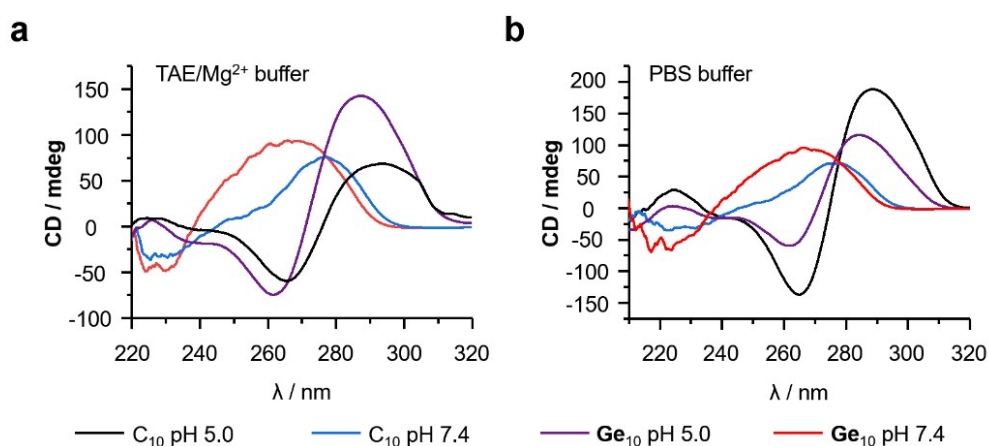 a
TAE/Mg²⁺ buffer
CD / mdeg
150
100
50
0
-50
-100
220 240 260 280 300 320
λ / nm
b
PBS buffer
CD / mdeg
200
150
100
50
0
-50
-100
-150
220 240 260 280 300 320
λ / nm
C₁₀ pH 5.0 C₁₀ pH 7.4 Ge₁₀ pH 5.0 Ge₁₀ pH 7.4